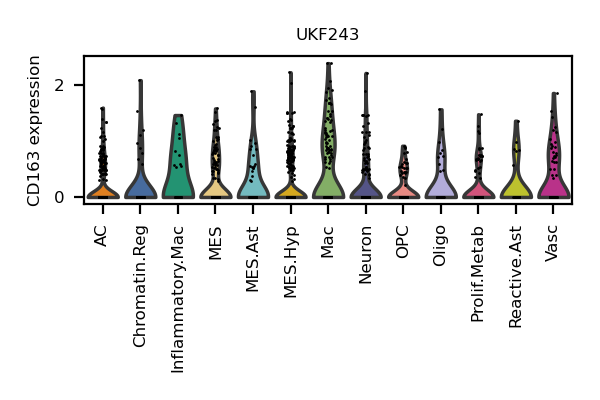 UKF243
CD163 expression
2
0
AC
Chromatin.Reg
Inflammatory.Mac
MES
MES.Ast
MES.Hyp
Mac
Neuron
OPC
Oligo
Prolif.Metab
Reactive.Ast
Vasc